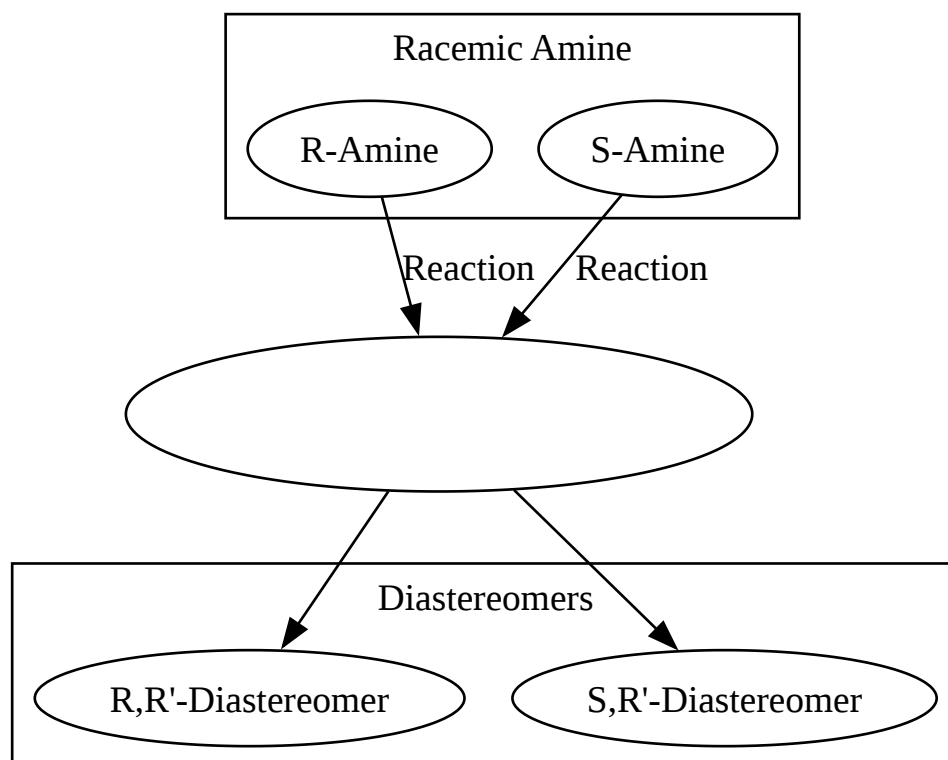 Racemic Amine
R-Amine
S-Amine
Reaction
Reaction
Diastereomers
R,R'-Diastereomer
S,R'-Diastereomer